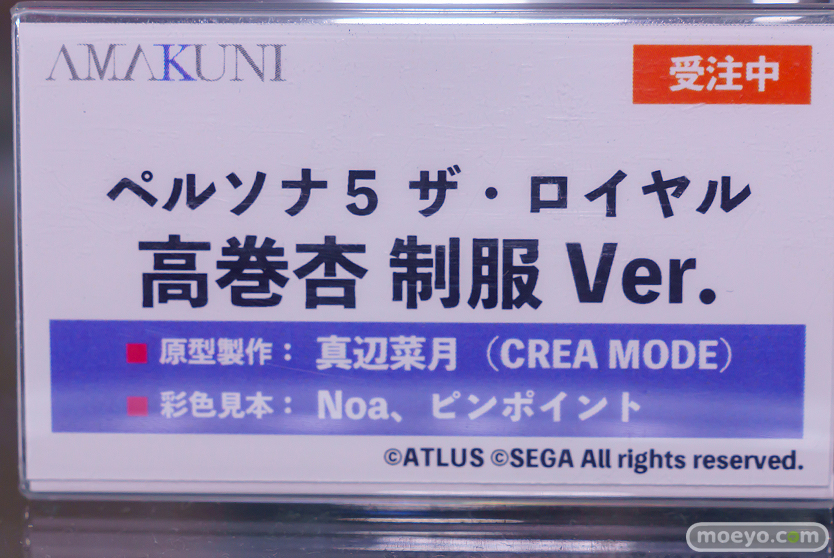 AMAKUNI
受注中
ペルソナ5 ザ・ロイヤル
高巻杏 制服 Ver.
■ 原型製作： 真辺菜月（CREA MODE）
■ 彩色見本： Noa、ピンポイント
©ATLUS ©SEGA All rights reserved.
moeyo.com